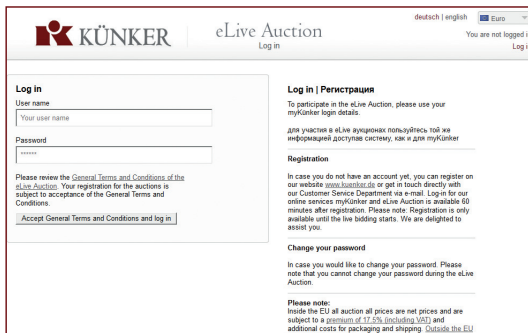 deutsch | english Euro
KÜNKER eLive Auction
Log in
You are not logged i
Log i
Log in
User name
Your user name
Password
******
Please review the General Terms and Conditions of the
eLive Auction. Your registration for the auctions is
subject to acceptance of the General Terms and
Conditions.
Accept General Terms and Conditions and log in
Log in | Регистрация
To participate in the eLive Auction, please use your
myKünker login details.
для участия в eLive аукционах пользуйтесь той же
информацией доступав систему, как и для myKünker
Registration
In case you do not have an account yet, you can register on
our website www.kuenker.de or get in touch directly with
our Customer Service Department via e-mail. Log-in for our
online services myKünker and eLive Auction is available 60
minutes after registration. Please note: Registration is only
available until the live bidding starts. We are delighted to
assist you.
Change your password
In case you would like to change your password. Please
note that you cannot change your password during the eLive
Auction.
Please note:
Inside the EU all auction all prices are net prices and are
subject to a premium of 17.5% (including VAT) and
additional costs for packaging and shipping. Outside the EU